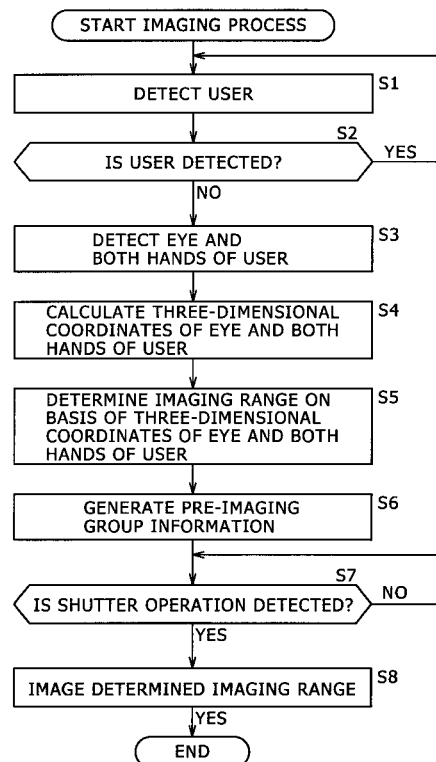 START IMAGING PROCESS
DETECT USER
S1
S2
IS USER DETECTED?
YES
NO
DETECT EYE AND
BOTH HANDS OF USER
S3
CALCULATE THREE-DIMENSIONAL
COORDINATES OF EYE AND BOTH
HANDS OF USER
S4
DETERMINE IMAGING RANGE ON
BASIS OF THREE-DIMENSIONAL
COORDINATES OF EYE AND BOTH
HANDS OF USER
S5
GENERATE PRE-IMAGING
GROUP INFORMATION
S6
S7
IS SHUTTER OPERATION DETECTED?
NO
YES
IMAGE DETERMINED IMAGING RANGE
S8
YES
END